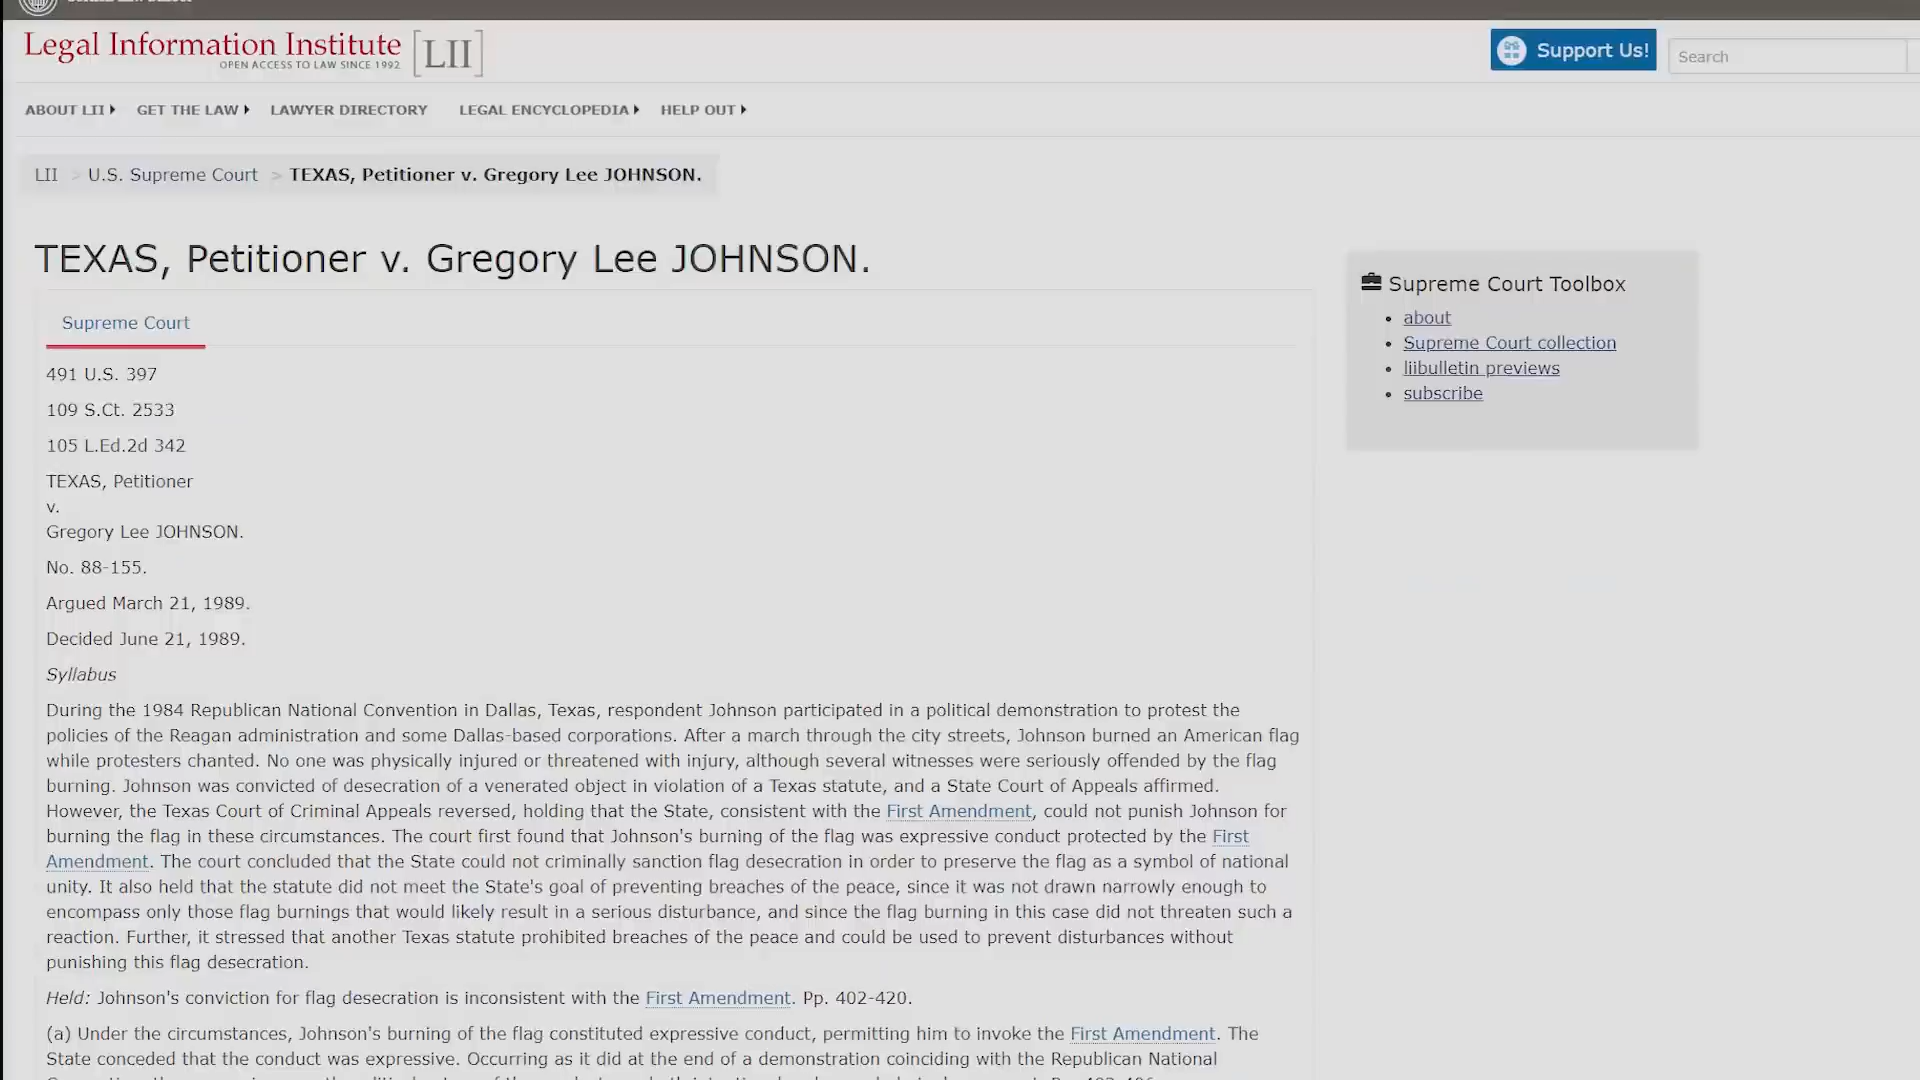 Legal Information Institute [LII]
OPEN ACCESS TO LAW SINCE 1992
Support Us!
Search
ABOUT LII
GET THE LAW
LAWYER DIRECTORY
LEGAL ENCYCLOPEDIA
HELP OUT
LII > U.S. Supreme Court > TEXAS, Petitioner v. Gregory Lee JOHNSON.
TEXAS, Petitioner v. Gregory Lee JOHNSON.
Supreme Court
491 U.S. 397
109 S.Ct. 2533
105 L.Ed.2d 342
TEXAS, Petitioner
v.
Gregory Lee JOHNSON.
No. 88-155.
Argued March 21, 1989.
Decided June 21, 1989.
Syllabus
During the 1984 Republican National Convention in Dallas, Texas, respondent Johnson participated in a political demonstration to protest the
policies of the Reagan administration and some Dallas-based corporations. After a march through the city streets, Johnson burned an American flag
while protesters chanted. No one was physically injured or threatened with injury, although several witnesses were seriously offended by the flag
burning. Johnson was convicted of desecration of a venerated object in violation of a Texas statute, and a State Court of Appeals affirmed.
However, the Texas Court of Criminal Appeals reversed, holding that the State, consistent with the First Amendment, could not punish Johnson for
burning the flag in these circumstances. The court first found that Johnson's burning of the flag was expressive conduct protected by the First
Amendment. The court concluded that the State could not criminally sanction flag desecration in order to preserve the flag as a symbol of national
unity. It also held that the statute did not meet the State's goal of preventing breaches of the peace, since it was not drawn narrowly enough to
encompass only those flag burnings that would likely result in a serious disturbance, and since the flag burning in this case did not threaten such a
reaction. Further, it stressed that another Texas statute prohibited breaches of the peace and could be used to prevent disturbances without
punishing this flag desecration.
Held: Johnson's conviction for flag desecration is inconsistent with the First Amendment. Pp. 402-420.
(a) Under the circumstances, Johnson's burning of the flag constituted expressive conduct, permitting him to invoke the First Amendment. The
State conceded that the conduct was expressive. Occurring as it did at the end of a demonstration coinciding with the Republican National
Supreme Court Toolbox
• about
• Supreme Court collection
• liibulletin previews
• subscribe